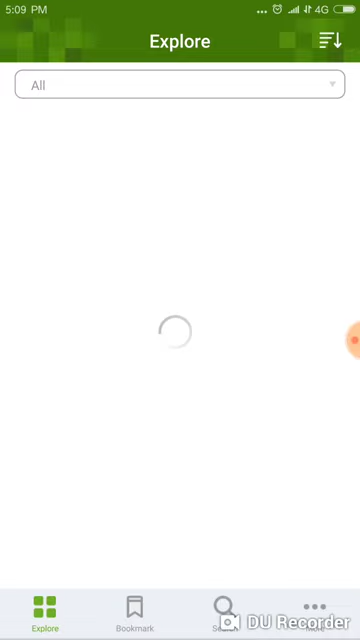 5:09 PM
4G
Explore
All
Explore
Bookmark
DU Recorder